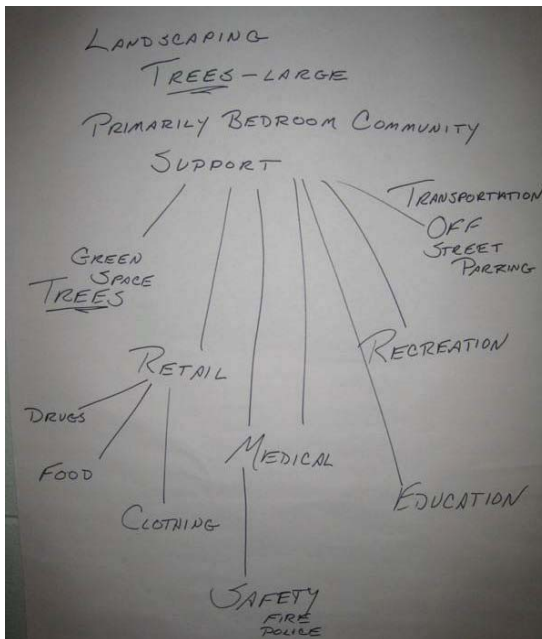 LANDSCAPING
TREES - LARGE
PRIMARILY BEDROOM COMMUNITY
SUPPORT
TRANSPORTATION
OFF
STREET
PARKING
GREEN
SPACE
TREES
RECREATION
RETAIL
DRUGS
FOOD
CLOTHING
MEDICAL
EDUCATION
SAFETY
FIRE
POLICE